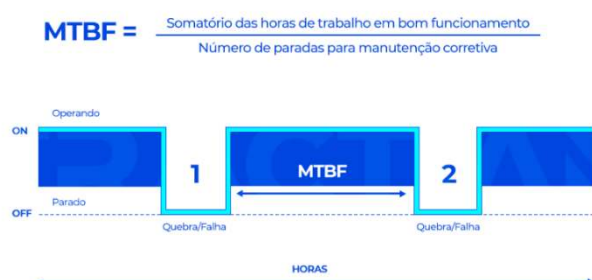 MTBF =
Somatório das horas de trabalho em bom funcionamento
Número de paradas para manutenção corretiva
Operando
ON
1
MTBF
2
Parado
OFF
Quebra/Falha
Quebra/Falha
HORAS